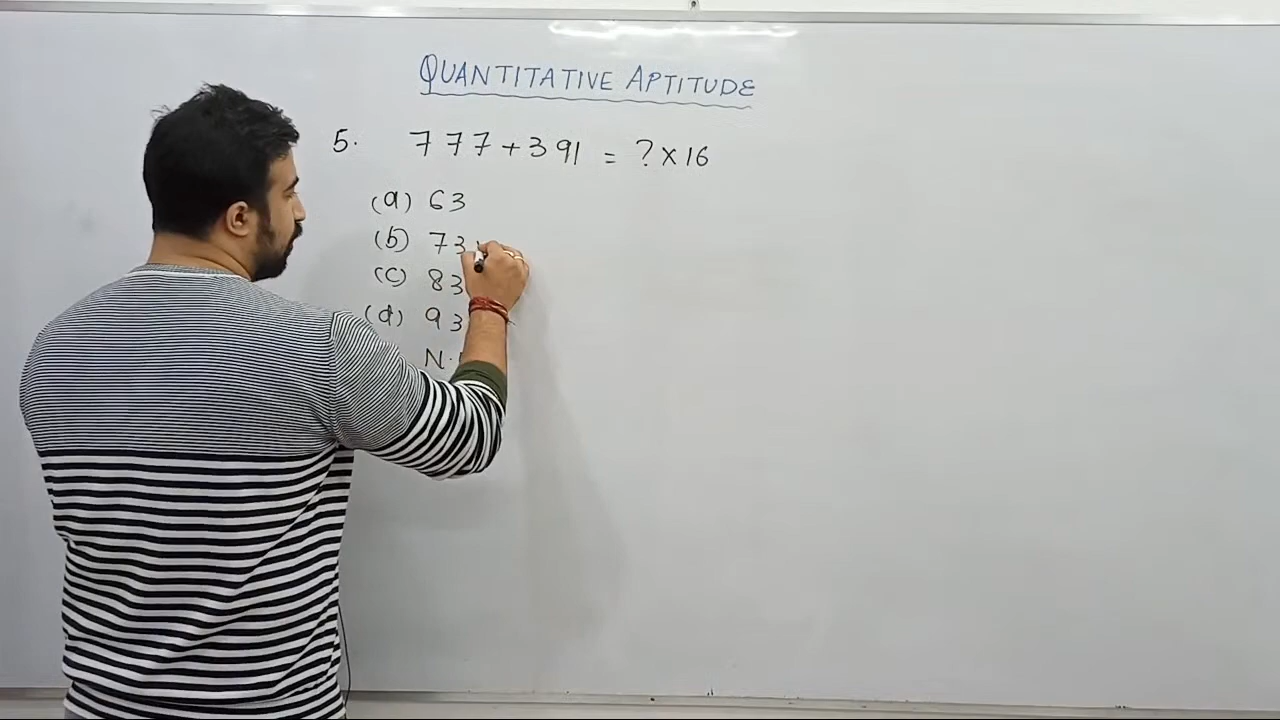 QUANTITATIVE APTITUDE
5. 777+391 = ?×16
(a) 63
(b) 73
(c) 83
(d) 93
N.